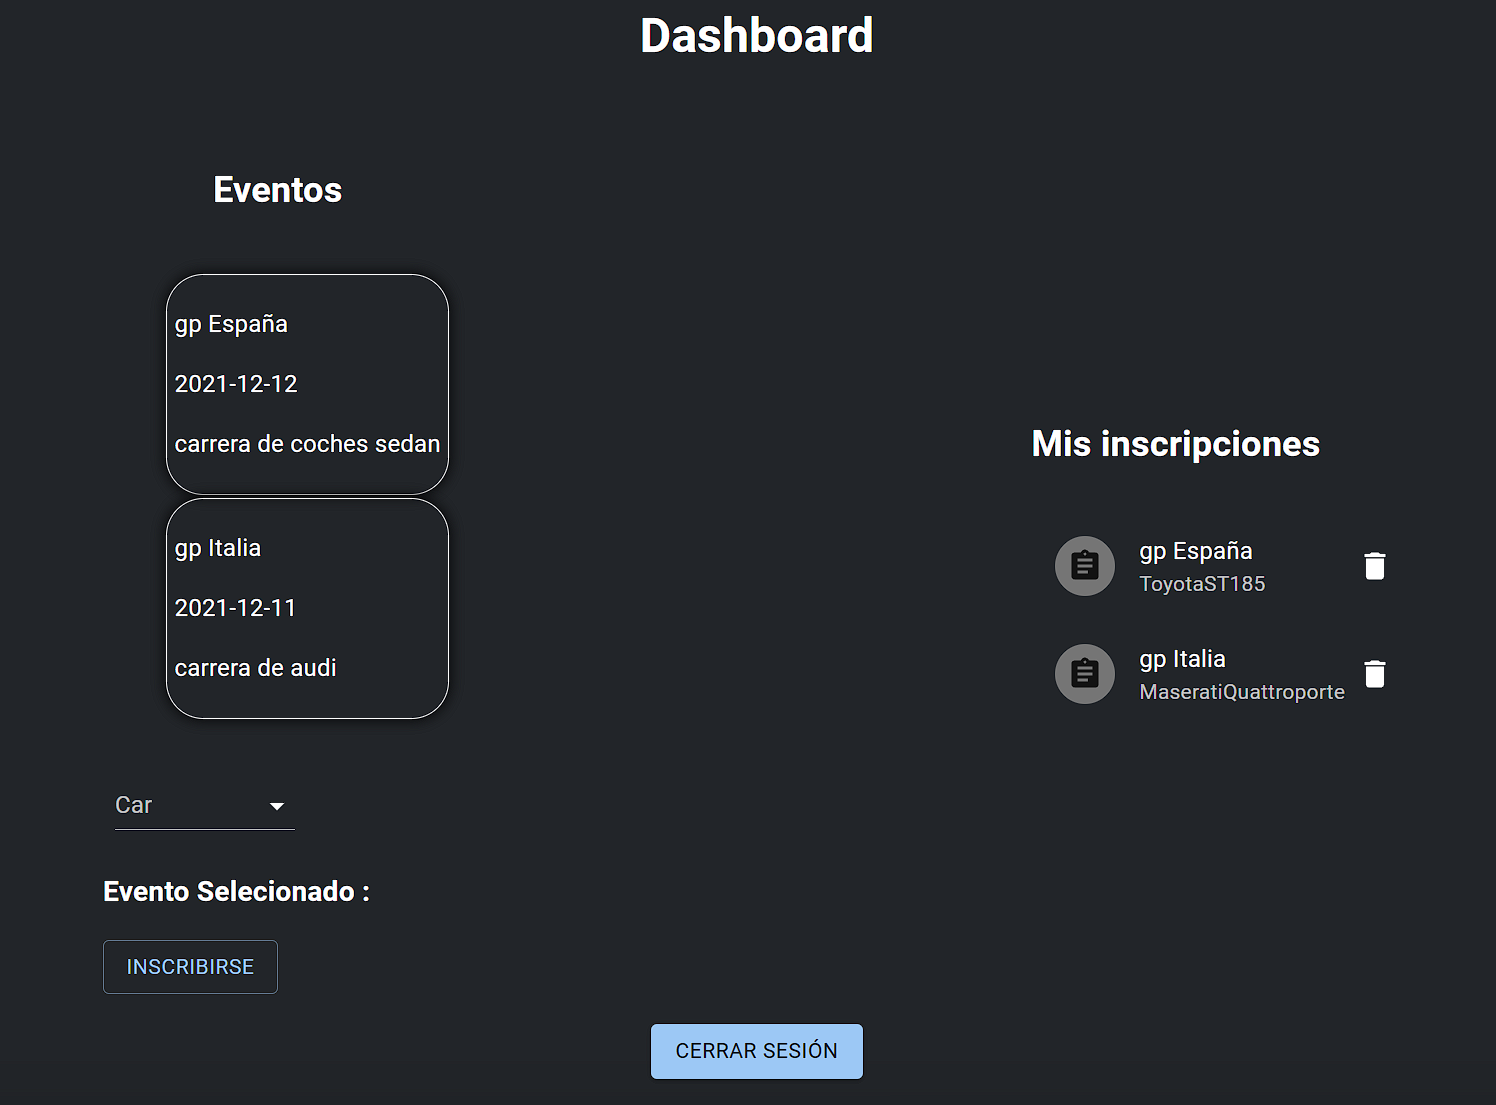 Dashboard
Eventos
gp España
2021-12-12
carrera de coches sedan
gp Italia
2021-12-11
carrera de audi
Car
Evento Selecionado :
INSCRIBIRSE
Mis inscripciones
gp España
ToyotaST185
gp Italia
MaseratiQuattroporte
CERRAR SESIÓN